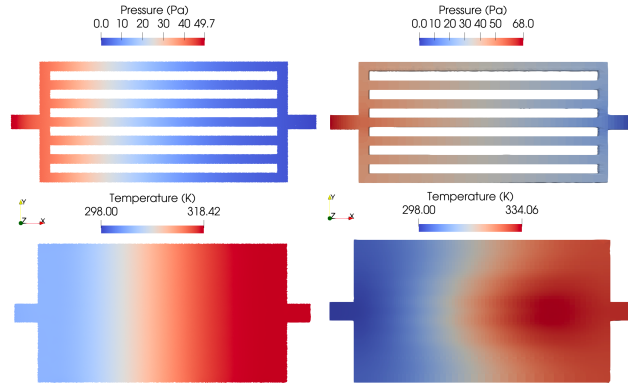 Pressure (Pa)
0.0 10 20 30 40 49.7
Pressure (Pa)
0.0 10 20 30 40 50 68.0
Temperature (K)
298.00 318.42
Y
Z X
Temperature (K)
298.00 334.06
Y
Z X